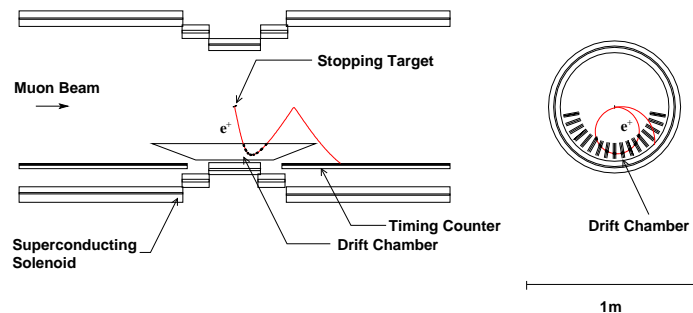 Stopping Target
Muon Beam
e+
e+
Drift Chamber
Timing Counter
Drift Chamber
Superconducting
Solenoid
1m